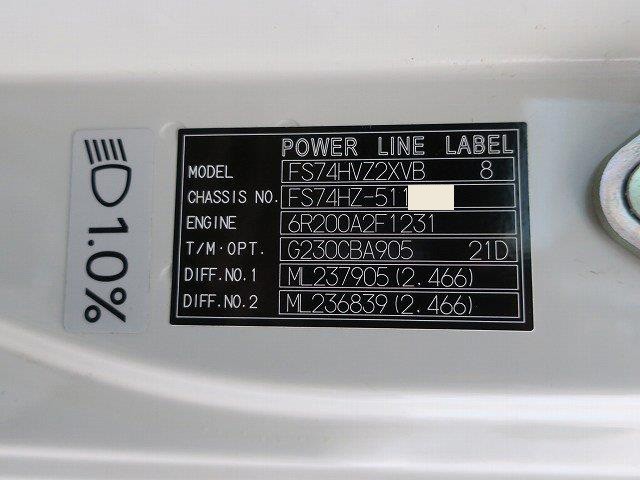 POWER LINE LABEL
MODEL FS74HVZ2XVB 8
CHASSIS NO. FS74HZ-511
ENGINE 6R200A2F1231
T/M·OPT. G230CBA905 21D
DIFF.NO.1 ML237905(2.466)
DIFF.NO.2 ML236839(2.466)
1.0%